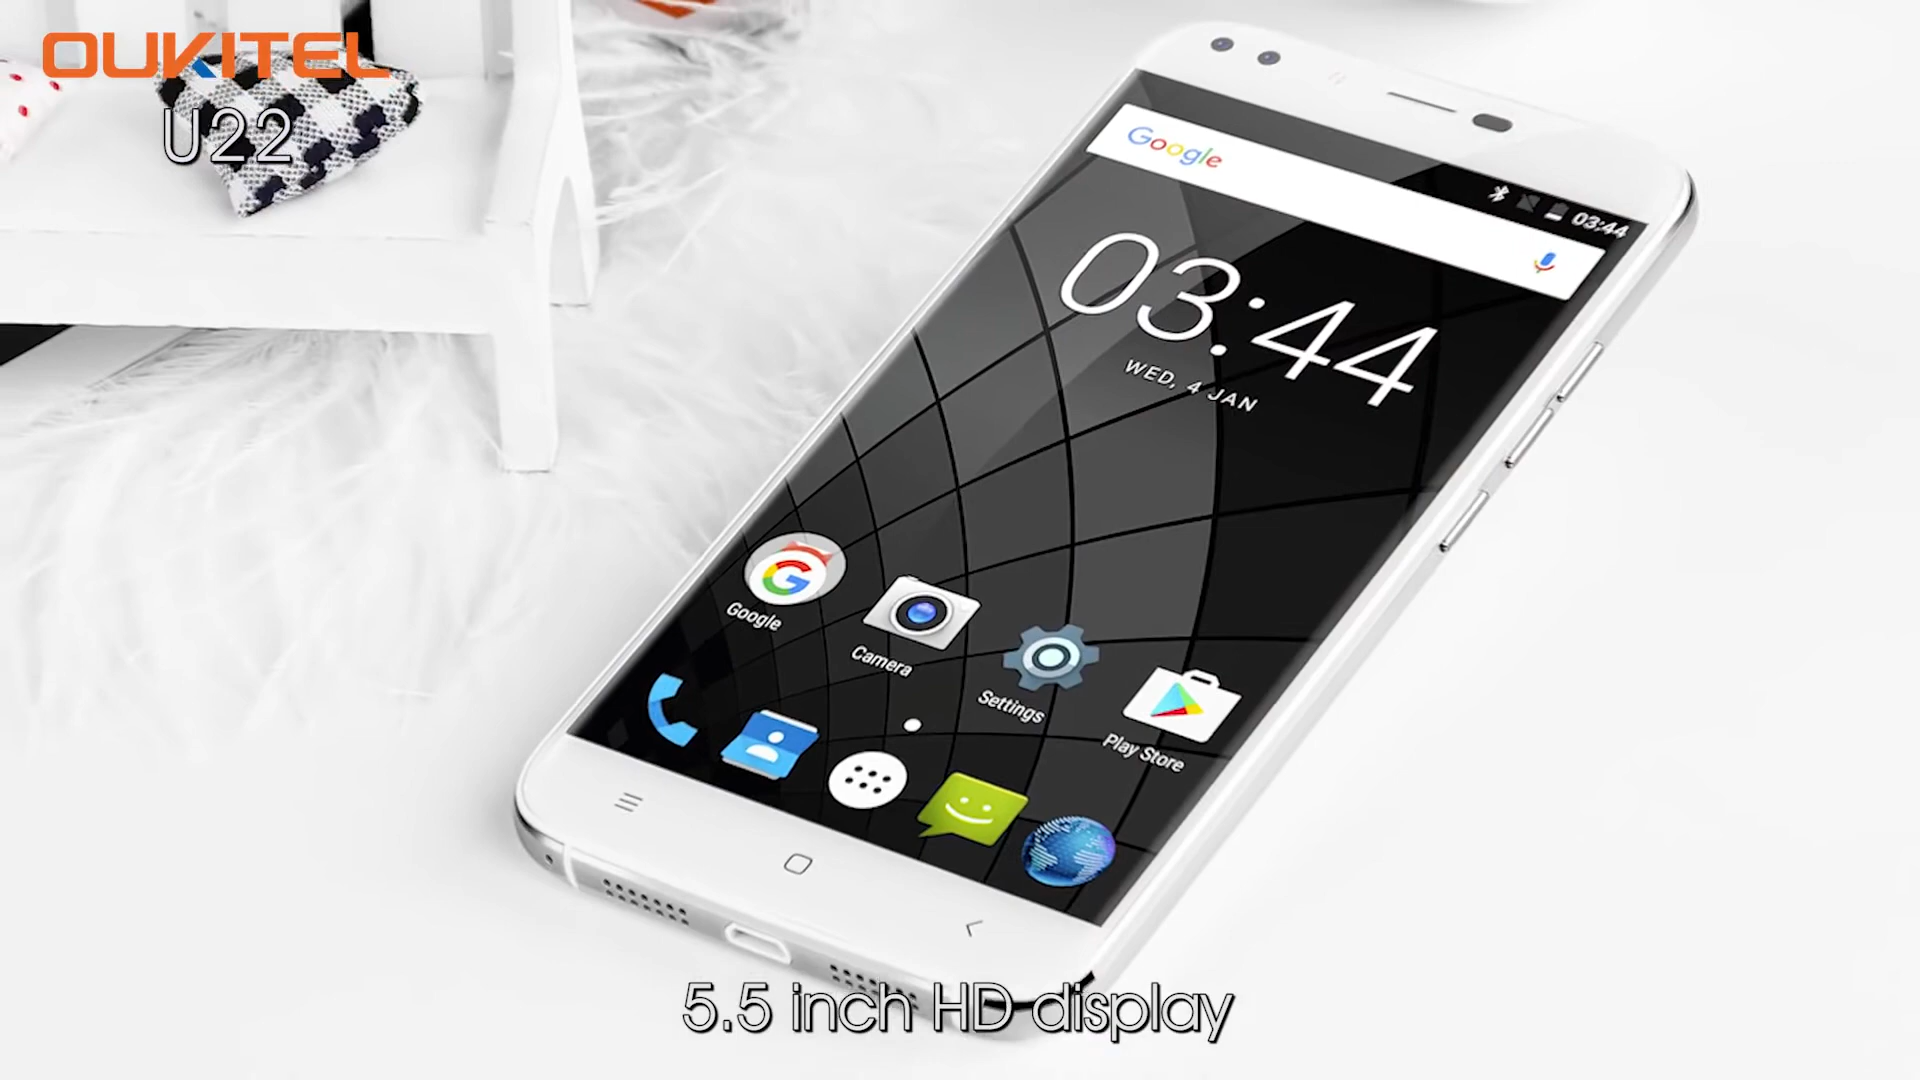 OUKITEL
U22
Google
03:44
03:44
WED, 4 JAN
G
Google
Camera
Settings
Play Store
5.5 inch HD display